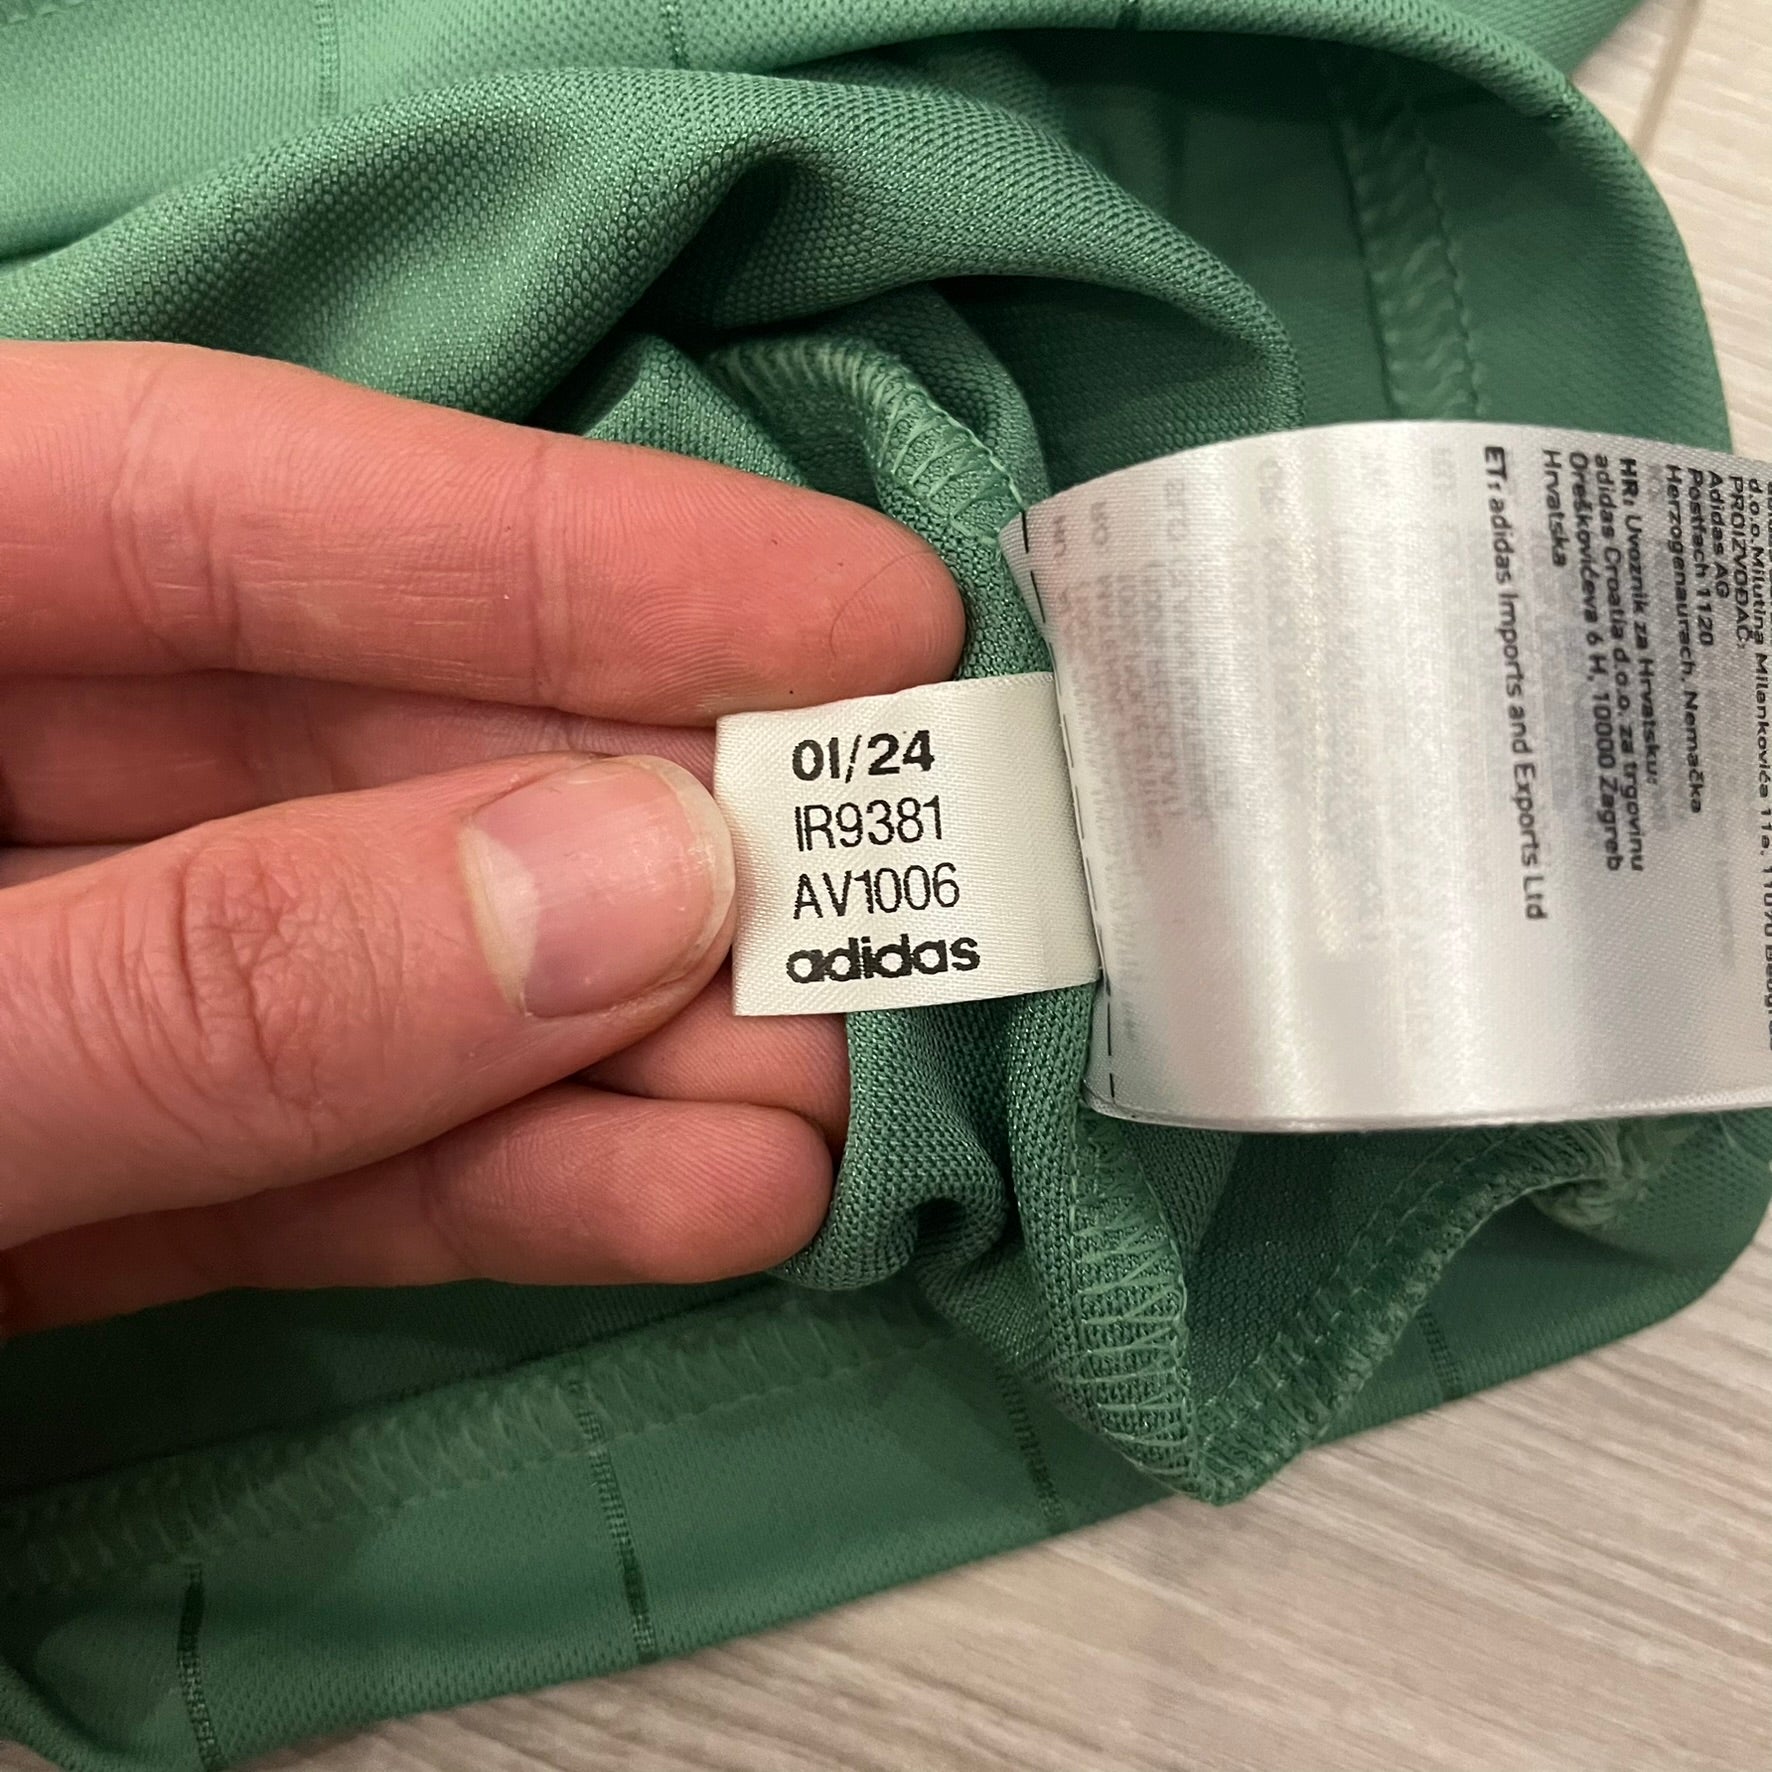 01/24
IR9381
AV1006
adidas
d.o.o. Milutina Milankovića 11a, 11070
PROIZVOĐAČ:
Adidas AG
Postfach 1120
Herzogenaurach, Nemačka
HR: Uvoznik za Hrvatsku:
adidas Croatia d.o.o. za trgovinu
Oreškovićeva 6 H, 10000 Zagreb
Hrvatska
ET: adidas Imports and Exports Ltd